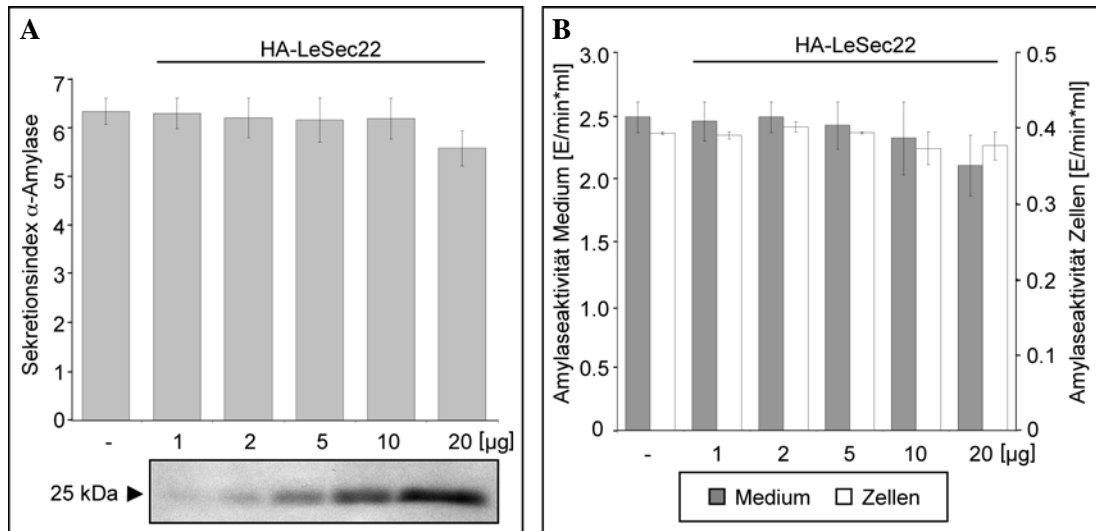 A
HA-LeSec22
Sekretionsindex α-Amylase
7
6
5
4
3
2
1
0
- 1 2 5 10 20 [µg]
25 kDa
B
HA-LeSec22
Amylaseaktivität Medium [E/min*ml]
3.0
2.5
2.0
1.5
1.0
0.5
0
0.5
0.4
0.3
0.2
0.1
0
Amylaseaktivität Zellen [E/min*ml]
- 1 2 5 10 20 [µg]
Medium Zellen